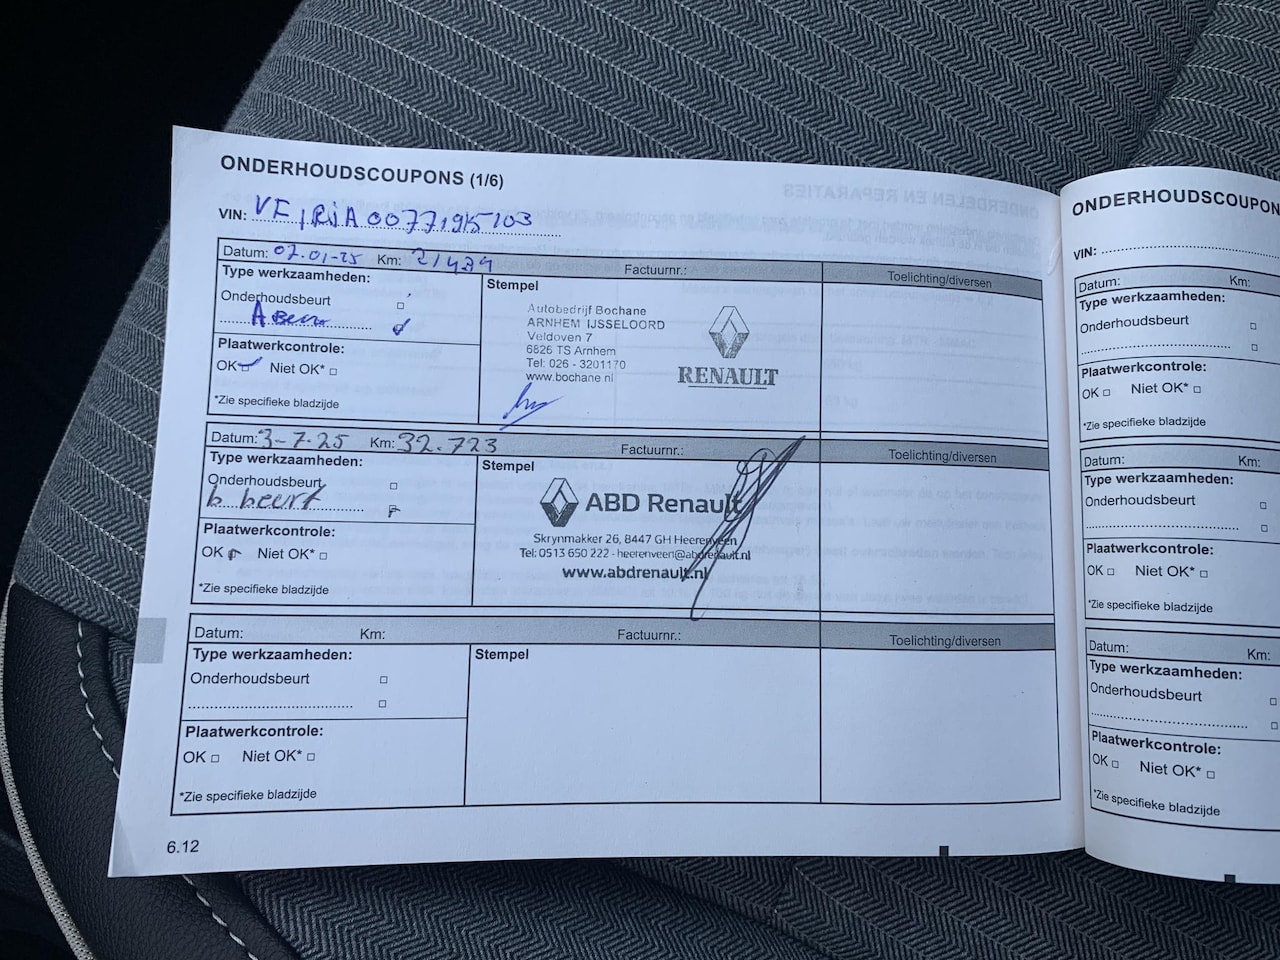 ONDERHOUDSCOUPONS (1/6)
VIN: VF1RJA00771915103
Datum: 07-01-25 Km: 21429 Factuurnr.: Toelichting/diversen
Type werkzaamheden:
Onderhoudsbeurt
A Beurt
Plaatwerkcontrole:
OK Niet OK*
*Zie specifieke bladzijde
Stempel
Autobedrijf Bochane
ARNHEM IJSSELOORD
Veldoven 7
6826 TS Arnhem
Tel: 026 - 3201170
www.bochane.nl
RENAULT
Datum: 3-7-25 Km: 32.723 Factuurnr.: Toelichting/diversen
Type werkzaamheden:
Onderhoudsbeurt
b beurt
Plaatwerkcontrole:
OK Niet OK*
*Zie specifieke bladzijde
Stempel
ABD Renault
Skrynmakker 26, 8447 GH Heerenveen
Tel: 0513 650 222 - heerenveen@abdrenault.nl
www.abdrenault.nl
Datum: Km: Factuurnr.: Toelichting/diversen
Type werkzaamheden:
Onderhoudsbeurt
Plaatwerkcontrole:
OK Niet OK*
*Zie specifieke bladzijde
Stempel
6.12
ONDERHOUDSCOUPON
VIN:
Datum: Km:
Type werkzaamheden:
Onderhoudsbeurt
Plaatwerkcontrole:
OK Niet OK*
*Zie specifieke bladzijde
Datum: Km:
Type werkzaamheden:
Onderhoudsbeurt
Plaatwerkcontrole:
OK Niet OK*
*Zie specifieke bladzijde
Datum: Km:
Type werkzaamheden:
Onderhoudsbeurt
Plaatwerkcontrole:
OK Niet OK*
*Zie specifieke bladzijde